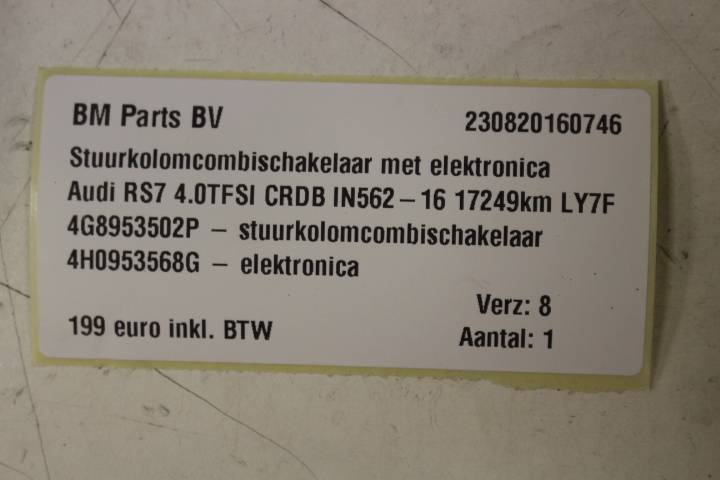 BM Parts BV 230820160746
Stuurkolomcombischakelaar met elektronica
Audi RS7 4.0TFSI CRDB IN562 – 16 17249km LY7F
4G8953502P – stuurkolomcombischakelaar
4H0953568G – elektronica
Verz: 8
199 euro inkl. BTW Aantal: 1